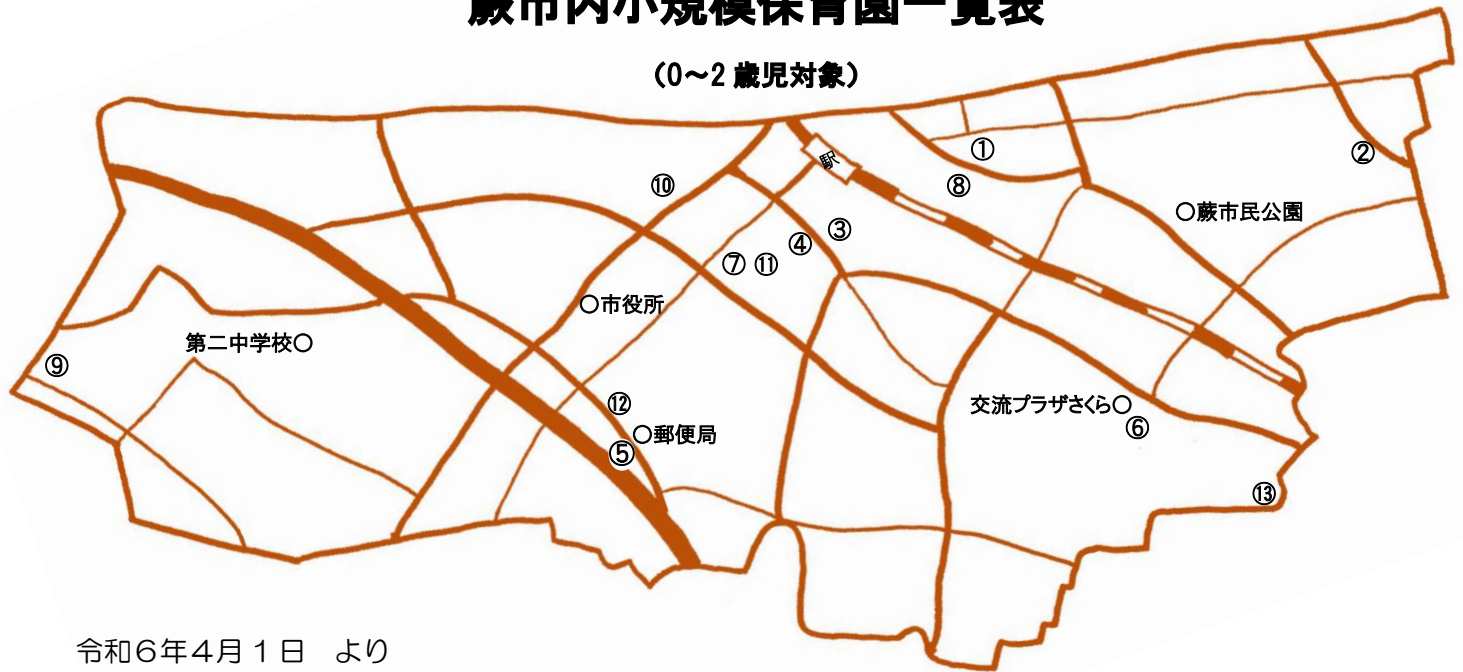 蕨市内小規模保育園一覧表
（0～2 歳児対象）
駅
①
②
⑩
⑧
○蕨市民公園
③
④
⑦ ⑪
○市役所
第二中学校○
⑨
⑫
交流プラザさくら○
⑥
○郵便局
⑤
⑬
令和６年４月１日　より